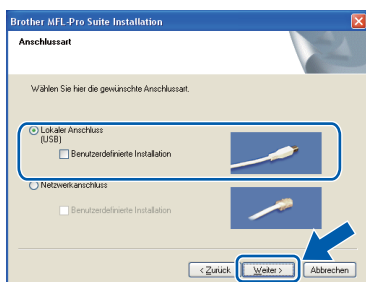 Brother MFL-Pro Suite Installation
Anschlussart
Wählen Sie hier die gewünschte Anschlussart.
Lokaler Anschluss
(USB)
Benutzerdefinierte Installation
Netzwerkanschluss
Benutzerdefinierte Installation
< Zurück
Weiter >
Abbrechen